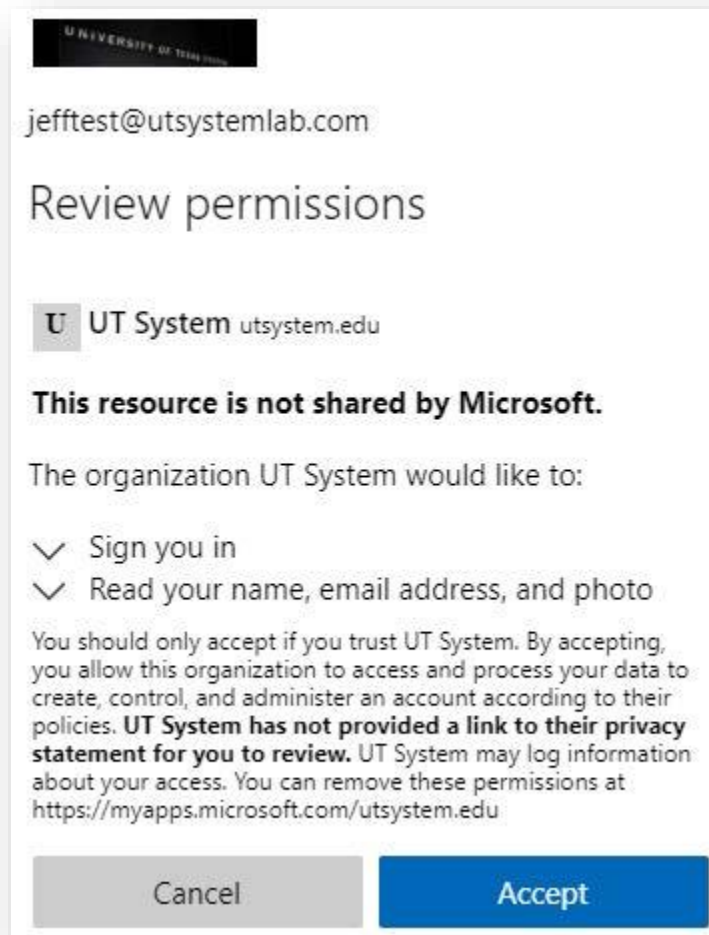 UNIVERSITY OF TEXAS
jefftest@utsystemlab.com
Review permissions
U UT System utsystem.edu
This resource is not shared by Microsoft.
The organization UT System would like to:
Sign you in
Read your name, email address, and photo
You should only accept if you trust UT System. By accepting,
you allow this organization to access and process your data to
create, control, and administer an account according to their
policies. UT System has not provided a link to their privacy
statement for you to review. UT System may log information
about your access. You can remove these permissions at
https://myapps.microsoft.com/utsystem.edu
Cancel Accept